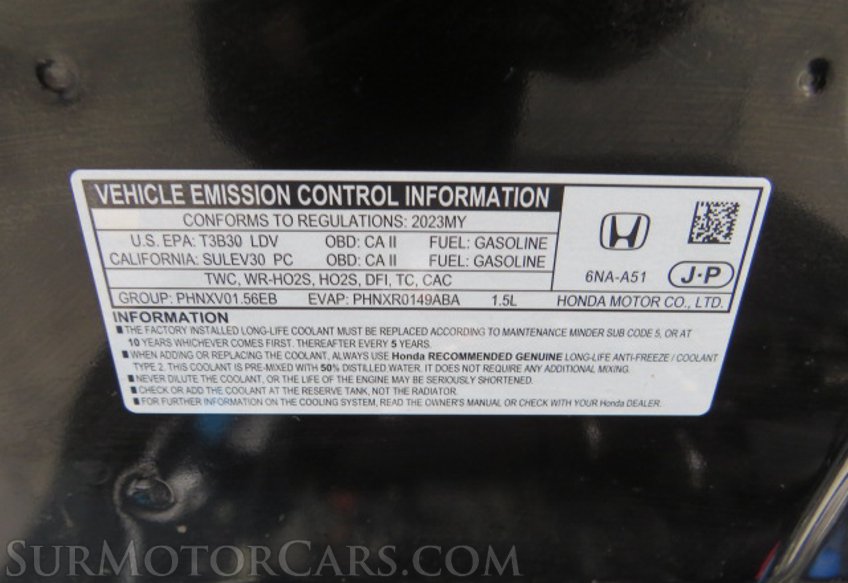 VEHICLE EMISSION CONTROL INFORMATION
CONFORMS TO REGULATIONS: 2023MY
U.S. EPA: T3B30 LDV OBD: CA II FUEL: GASOLINE
CALIFORNIA: SULEV30 PC OBD: CA II FUEL: GASOLINE
TWC, WR-HO2S, HO2S, DFI, TC, CAC
GROUP: PHNXV01.56EB EVAP: PHNXR0149ABA 1.5L
6NA-A51 J·P
HONDA MOTOR CO., LTD.
INFORMATION
■ THE FACTORY INSTALLED LONG-LIFE COOLANT MUST BE REPLACED ACCORDING TO MAINTENANCE MINDER SUB CODE 5, OR AT
10 YEARS WHICHEVER COMES FIRST. THEREAFTER EVERY 5 YEARS.
■ WHEN ADDING OR REPLACING THE COOLANT, ALWAYS USE Honda RECOMMENDED GENUINE LONG-LIFE ANTI-FREEZE / COOLANT
TYPE 2. THIS COOLANT IS PRE-MIXED WITH 50% DISTILLED WATER. IT DOES NOT REQUIRE ANY ADDITIONAL MIXING.
■ NEVER DILUTE THE COOLANT, OR THE LIFE OF THE ENGINE MAY BE SERIOUSLY SHORTENED.
■ CHECK OR ADD THE COOLANT AT THE RESERVE TANK, NOT THE RADIATOR.
■ FOR FURTHER INFORMATION ON THE COOLING SYSTEM, READ THE OWNER'S MANUAL OR CHECK WITH YOUR Honda DEALER.
SURMOTORCARS.COM